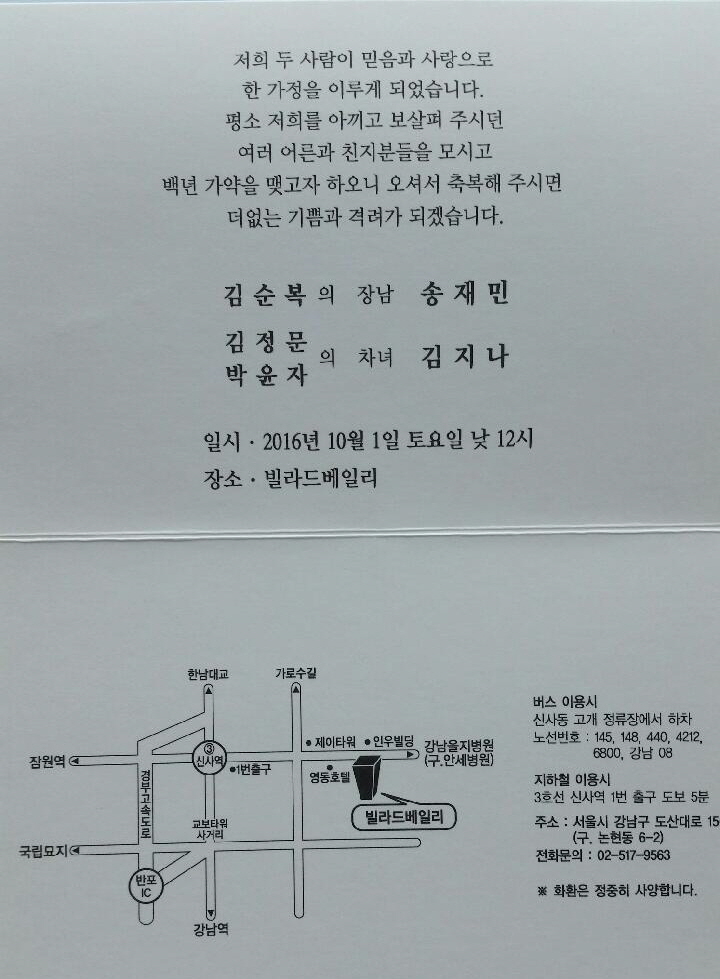 저희 두 사람이 믿음과 사랑으로
한 가정을 이루게 되었습니다.
평소 저희를 아끼고 보살펴 주시던
여러 어른과 친지분들을 모시고
백년 가약을 맺고자 하오니 오셔서 축복해 주시면
더없는 기쁨과 격려가 되겠습니다.
김순복의 장남 송재민
김정문
박윤자
의 차녀 김지나
일시 · 2016년 10월 1일 토요일 낮 12시
장소 · 빌라드베일리
한남대교
가로수길
제이타워
인우빌딩
강남을지병원
(구.안세병원)
잠원역
③
신사역
1번출구
영동호텔
경부고속도로
빌라드베일리
교보타워
사거리
국립묘지
반포
IC
강남역
버스 이용시
신사동 고개 정류장에서 하차
노선번호 : 145, 148, 440, 4212,
6800, 강남 08
지하철 이용시
3호선 신사역 1번 출구 도보 5분
주소 : 서울시 강남구 도산대로 15
(구. 논현동 6-2)
전화문의 : 02-517-9563
※ 화환은 정중히 사양합니다.